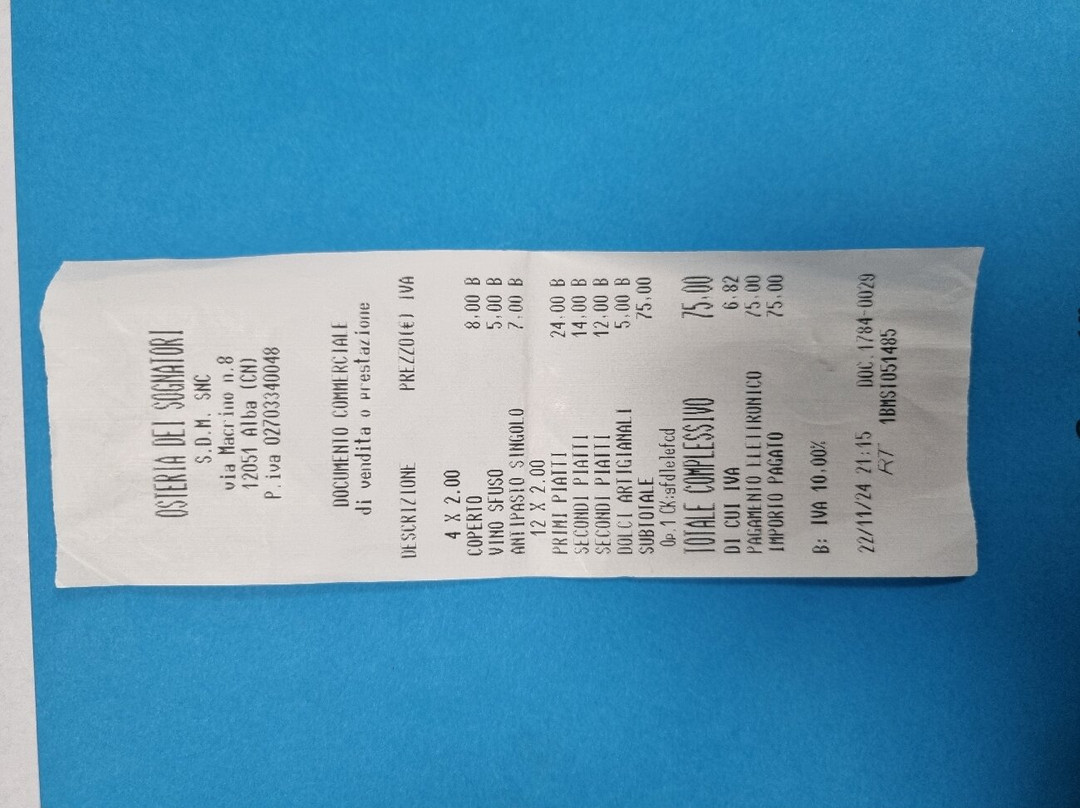 OSTERIA DEI SOGNATORI
S.D.M. SNC
via Macrino n.8
12051 Alba (CN)
P.iva 02703340048
DOCUMENTO COMMERCIALE
di vendita o prestazione
DESCRIZIONE PREZZO(€) IVA
4 X 2.00
COPERTO 8,00 B
VINO SFUSO 5,00 B
ANTIPASTO SINGOLO 7,00 B
12 X 2.00
PRIMI PIATTI 24,00 B
SECONDI PIATTI 14,00 B
SECONDI PIATTI 12,00 B
DOLCI ARTIGIANALI 5,00 B
SUBTOTALE 75,00
Op.1
TOTALE COMPLESSIVO 75,00
DI CUI IVA 6,82
PAGAMENTO ELETTRONICO 75,00
IMPORTO PAGATO 75,00
B: IVA 10,00%
22/11/24 21:15 DOC.1784-0029
RT 1BMST051485